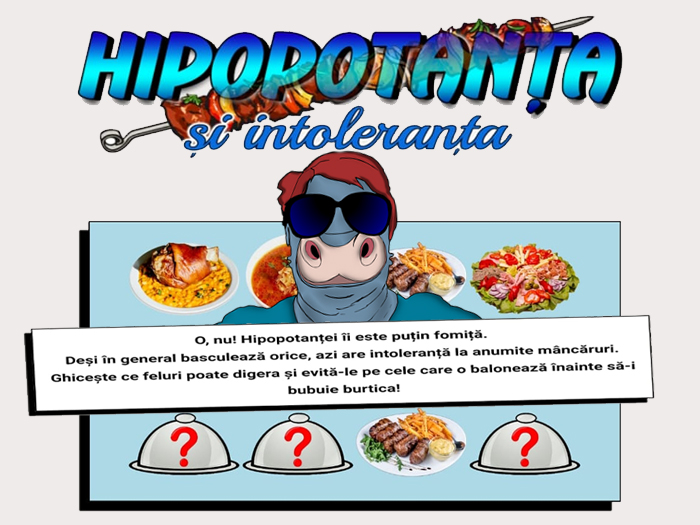 HIPOPOTANȚA
și intoleranța
O, nu! Hipopotanței îi este puțin fomiță.
Deși în general basculează orice, azi are intoleranță la anumite mâncăruri.
Ghicește ce feluri poate digera și evită-le pe cele care o balonează înainte să-i
bubuie burtica!
? ? ?